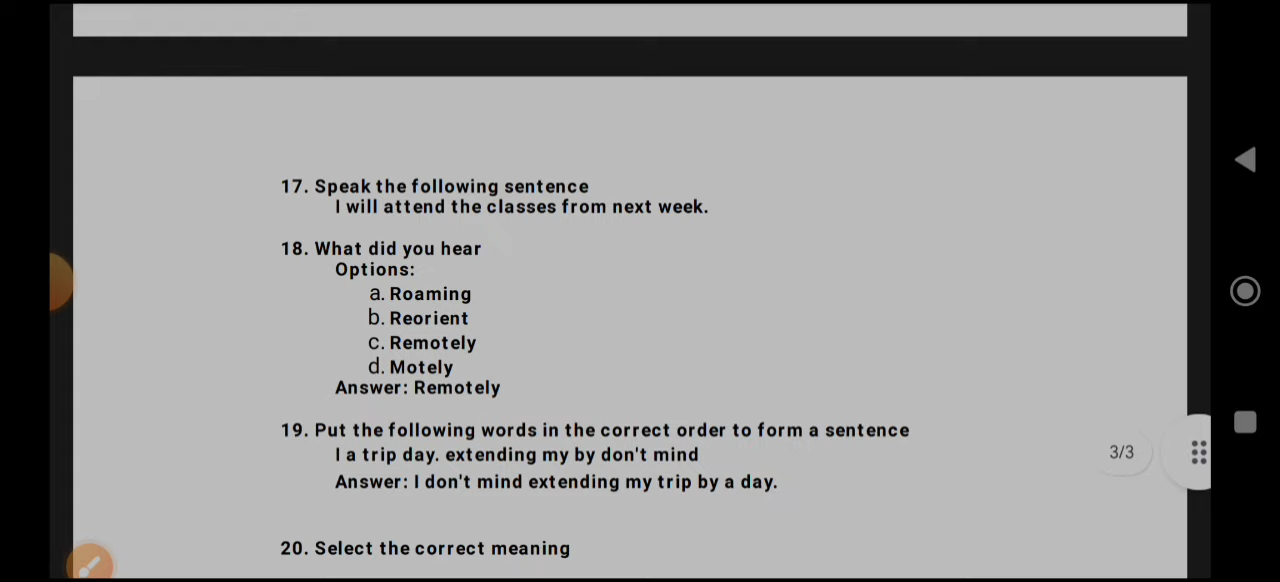 17. Speak the following sentence
I will attend the classes from next week.
18. What did you hear
Options:
a. Roaming
b. Reorient
c. Remotely
d. Motely
Answer: Remotely
19. Put the following words in the correct order to form a sentence
I a trip day. extending my by don't mind
3/3
Answer: I don't mind extending my trip by a day.
20. Select the correct meaning